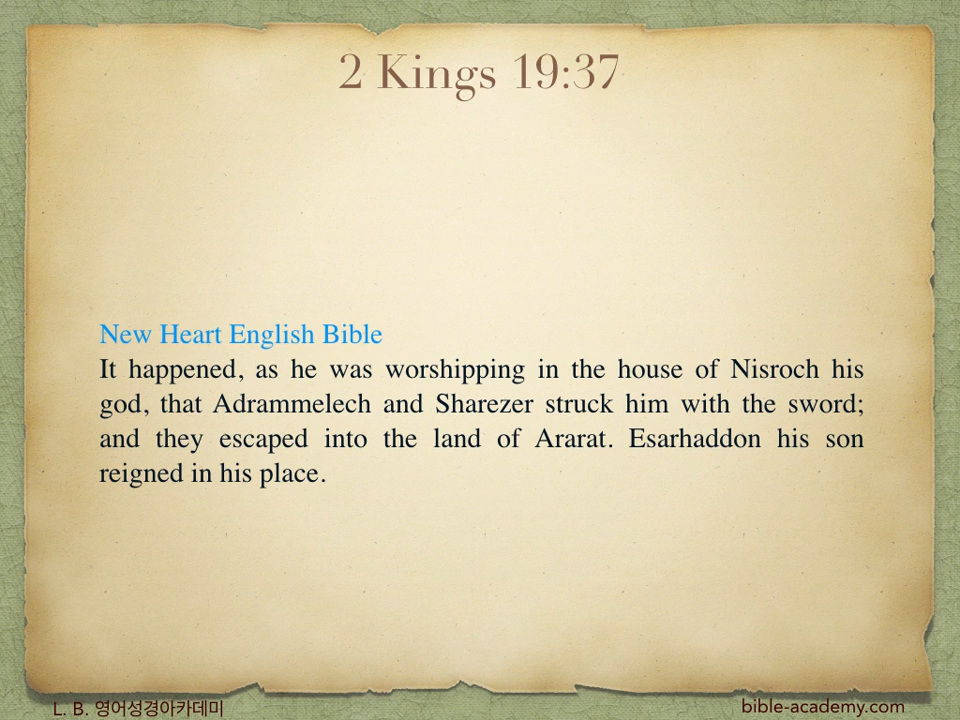 2 Kings 19:37
New Heart English Bible
It happened, as he was worshipping in the house of Nisroch his
god, that Adrammelech and Sharezer struck him with the sword;
and they escaped into the land of Ararat. Esarhaddon his son
reigned in his place.
L. B. 영어성경아카데미
bible-academy.com